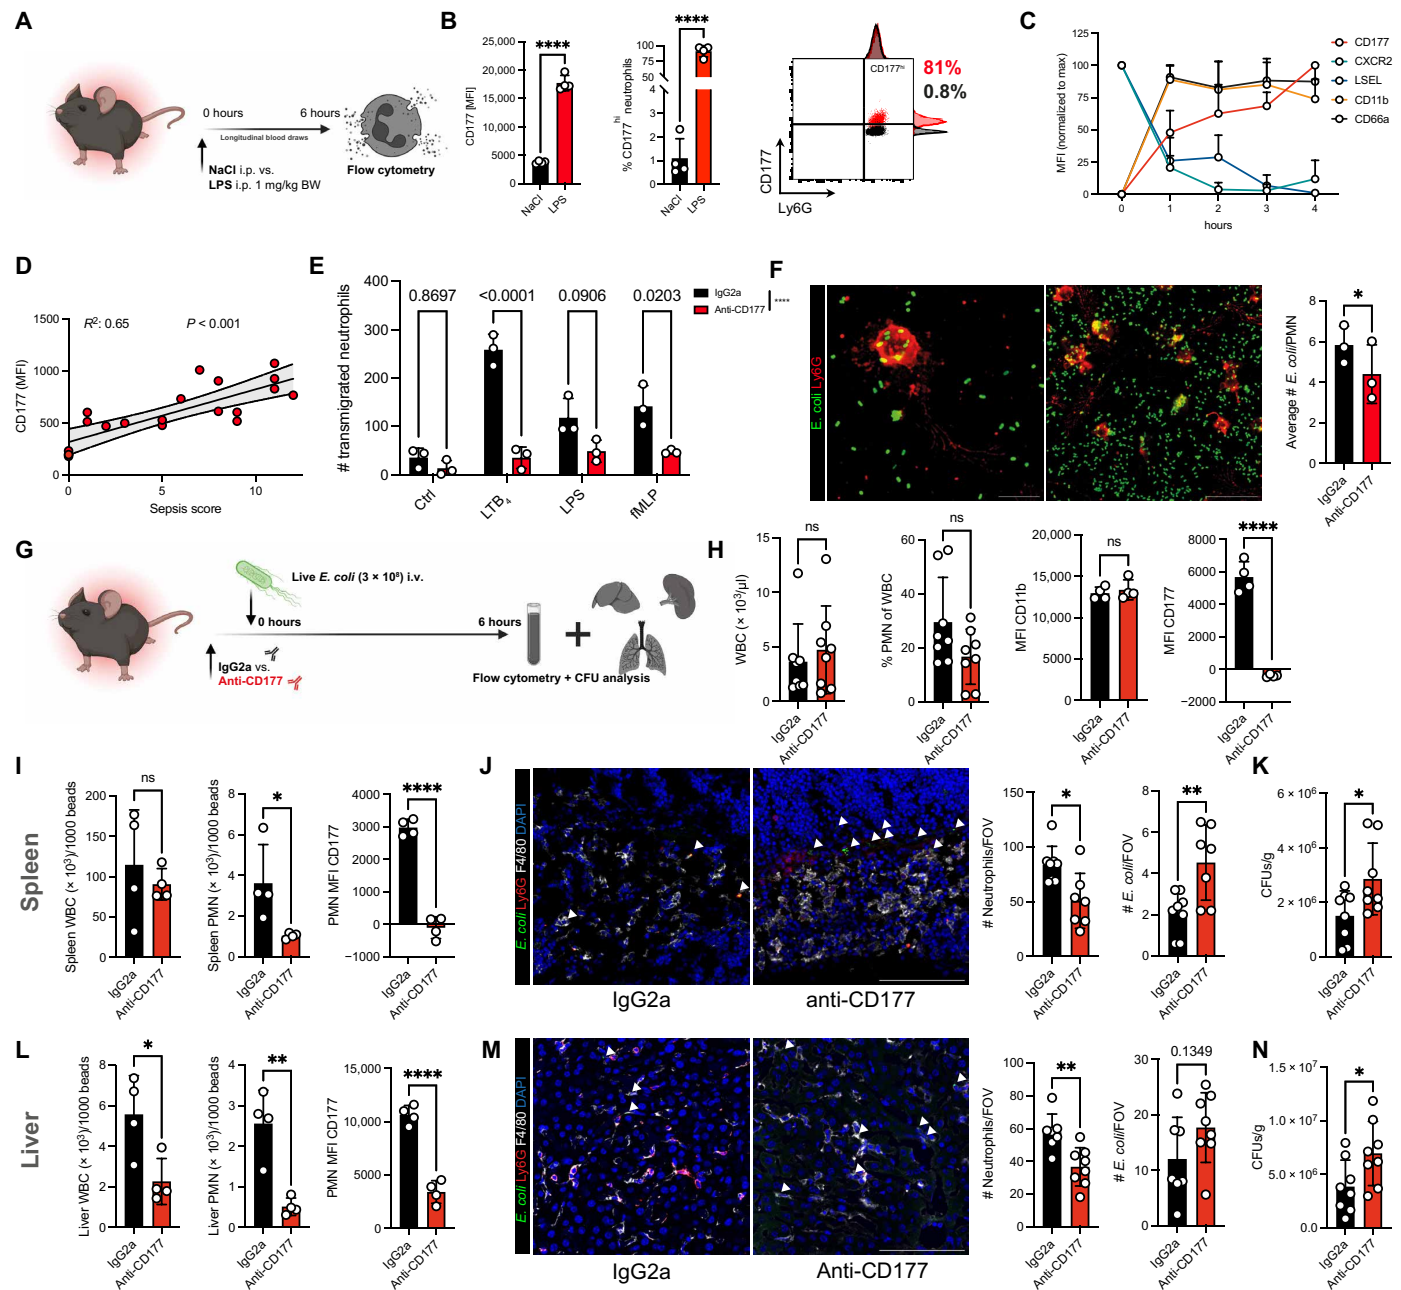 A
0 hours
6 hours
Longitudinal blood draws
NaCl i.p. vs.
LPS i.p. 1 mg/kg BW
Flow cytometry
B
CD177 [MFI]
25,000
20,000
15,000
10,000
5000
0
****
NaCl
LPS
% CD177hi neutrophils
100
75
50
4
3
2
1
0
****
NaCl
LPS
CD177hi
81%
0.8%
CD177
Ly6G
C
MFI (normalized to max)
125
100
75
50
25
0
0 1 2 3 4
hours
CD177
CXCR2
LSEL
CD11b
CD66a
D
CD177 (MFI)
1500
1000
500
0
R2: 0.65
P < 0.001
0 5 10
Sepsis score
E
# transmigrated neutrophils
400
300
200
100
0
0.8697
<0.0001
0.0906
0.0203
IgG2a
Anti-CD177
****
Ctrl
LTB4
LPS
fMLP
F
E. coli Ly6G
Average # E. coli/PMN
8
6
4
2
0
*
IgG2a
Anti-CD177
G
Live E. coli (3 × 10⁸) i.v.
0 hours
6 hours
IgG2a vs.
Anti-CD177
Flow cytometry + CFU analysis
H
WBC (× 10³/µl)
15
10
5
0
ns
IgG2a
Anti-CD177
% PMN of WBC
60
40
20
0
ns
IgG2a
Anti-CD177
MFI CD11b
20,000
15,000
10,000
5000
0
ns
IgG2a
Anti-CD177
MFI CD177
8000
6000
4000
2000
0
−2000
****
IgG2a
Anti-CD177
Spleen
I
Spleen WBC (× 10³)/1000 beads
200
150
100
50
0
ns
IgG2a
Anti-CD177
Spleen PMN (× 10³)/1000 beads
8
6
4
2
0
*
IgG2a
Anti-CD177
PMN MFI CD177
4000
3000
2000
1000
0
−1000
****
IgG2a
Anti-CD177
J
E. coli Ly6G F4/80 DAPI
IgG2a
anti-CD177
# Neutrophils/FOV
150
100
50
0
*
IgG2a
Anti-CD177
# E. coli/FOV
8
6
4
2
0
**
IgG2a
Anti-CD177
K
CFUs/g
6 × 10⁶
4 × 10⁶
2 × 10⁶
0
*
IgG2a
Anti-CD177
Liver
L
Liver WBC (× 10³)/1000 beads
8
6
4
2
0
*
IgG2a
Anti-CD177
Liver PMN (× 10³)/1000 beads
4
3
2
1
0
**
IgG2a
Anti-CD177
PMN MFI CD177
15,000
10,000
5000
0
****
IgG2a
Anti-CD177
M
E. coli Ly6G F4/80 DAPI
IgG2a
Anti-CD177
# Neutrophils/FOV
100
80
60
40
20
0
**
IgG2a
Anti-CD177
# E. coli/FOV
30
20
10
0
0.1349
IgG2a
Anti-CD177
N
CFUs/g
1.5 × 10⁷
1.0 × 10⁷
5.0 × 10⁶
0.0
*
IgG2a
Anti-CD177